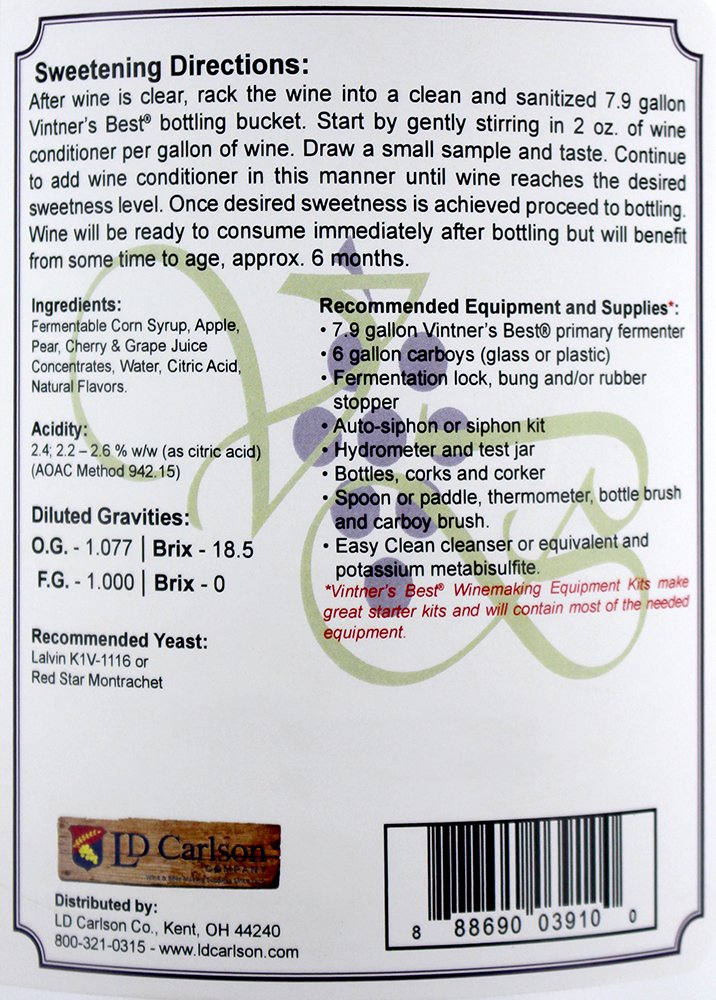 Sweetening Directions:
After wine is clear, rack the wine into a clean and sanitized 7.9 gallon
Vintner's Best® bottling bucket. Start by gently stirring in 2 oz. of wine
conditioner per gallon of wine. Draw a small sample and taste. Continue
to add wine conditioner in this manner until wine reaches the desired
sweetness level. Once desired sweetness is achieved proceed to bottling.
Wine will be ready to consume immediately after bottling but will benefit
from some time to age, approx. 6 months.
Ingredients:
Fermentable Corn Syrup, Apple,
Pear, Cherry & Grape Juice
Concentrates, Water, Citric Acid,
Natural Flavors.
Acidity:
2.4; 2.2 – 2.6 % w/w (as citric acid)
(AOAC Method 942.15)
Diluted Gravities:
O.G. - 1.077 | Brix - 18.5
F.G. - 1.000 | Brix - 0
Recommended Yeast:
Lalvin K1V-1116 or
Red Star Montrachet
Recommended Equipment and Supplies*:
• 7.9 gallon Vintner's Best® primary fermenter
• 6 gallon carboys (glass or plastic)
• Fermentation lock, bung and/or rubber
stopper
• Auto-siphon or siphon kit
• Hydrometer and test jar
• Bottles, corks and corker
• Spoon or paddle, thermometer, bottle brush
and carboy brush.
• Easy Clean cleanser or equivalent and
potassium metabisulfite.
*Vintner's Best® Winemaking Equipment Kits make
great starter kits and will contain most of the needed
equipment.
LD Carlson
COMPANY
Distributed by:
LD Carlson Co., Kent, OH 44240
800-321-0315 - www.ldcarlson.com
8 88690 03910 0